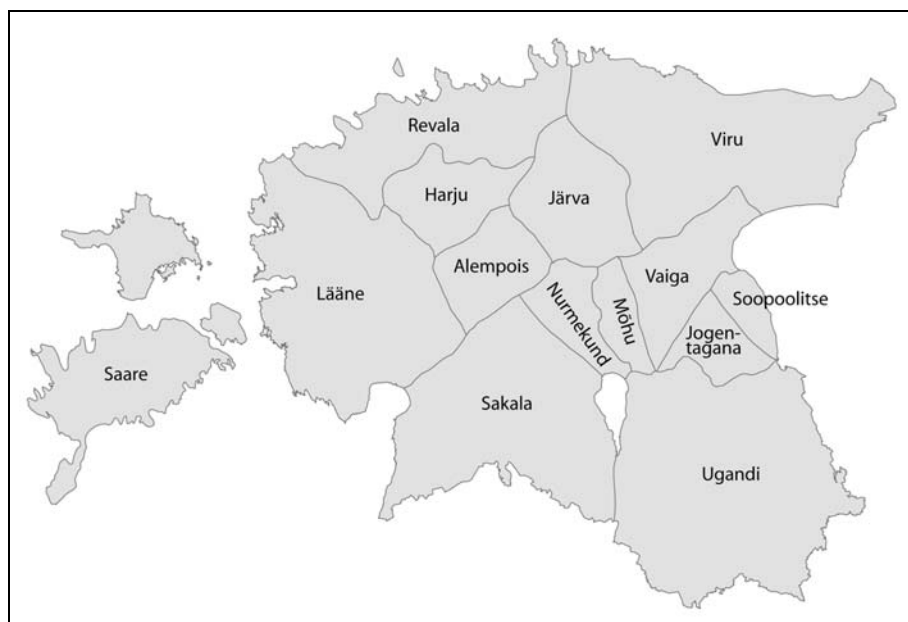 Revala
Viru
Harju
Järva
Alempois
Lääne
Vaiga
Nurmekund
Mõhu
Soopoolitse
Jogen-
tagana
Saare
Sakala
Ugandi